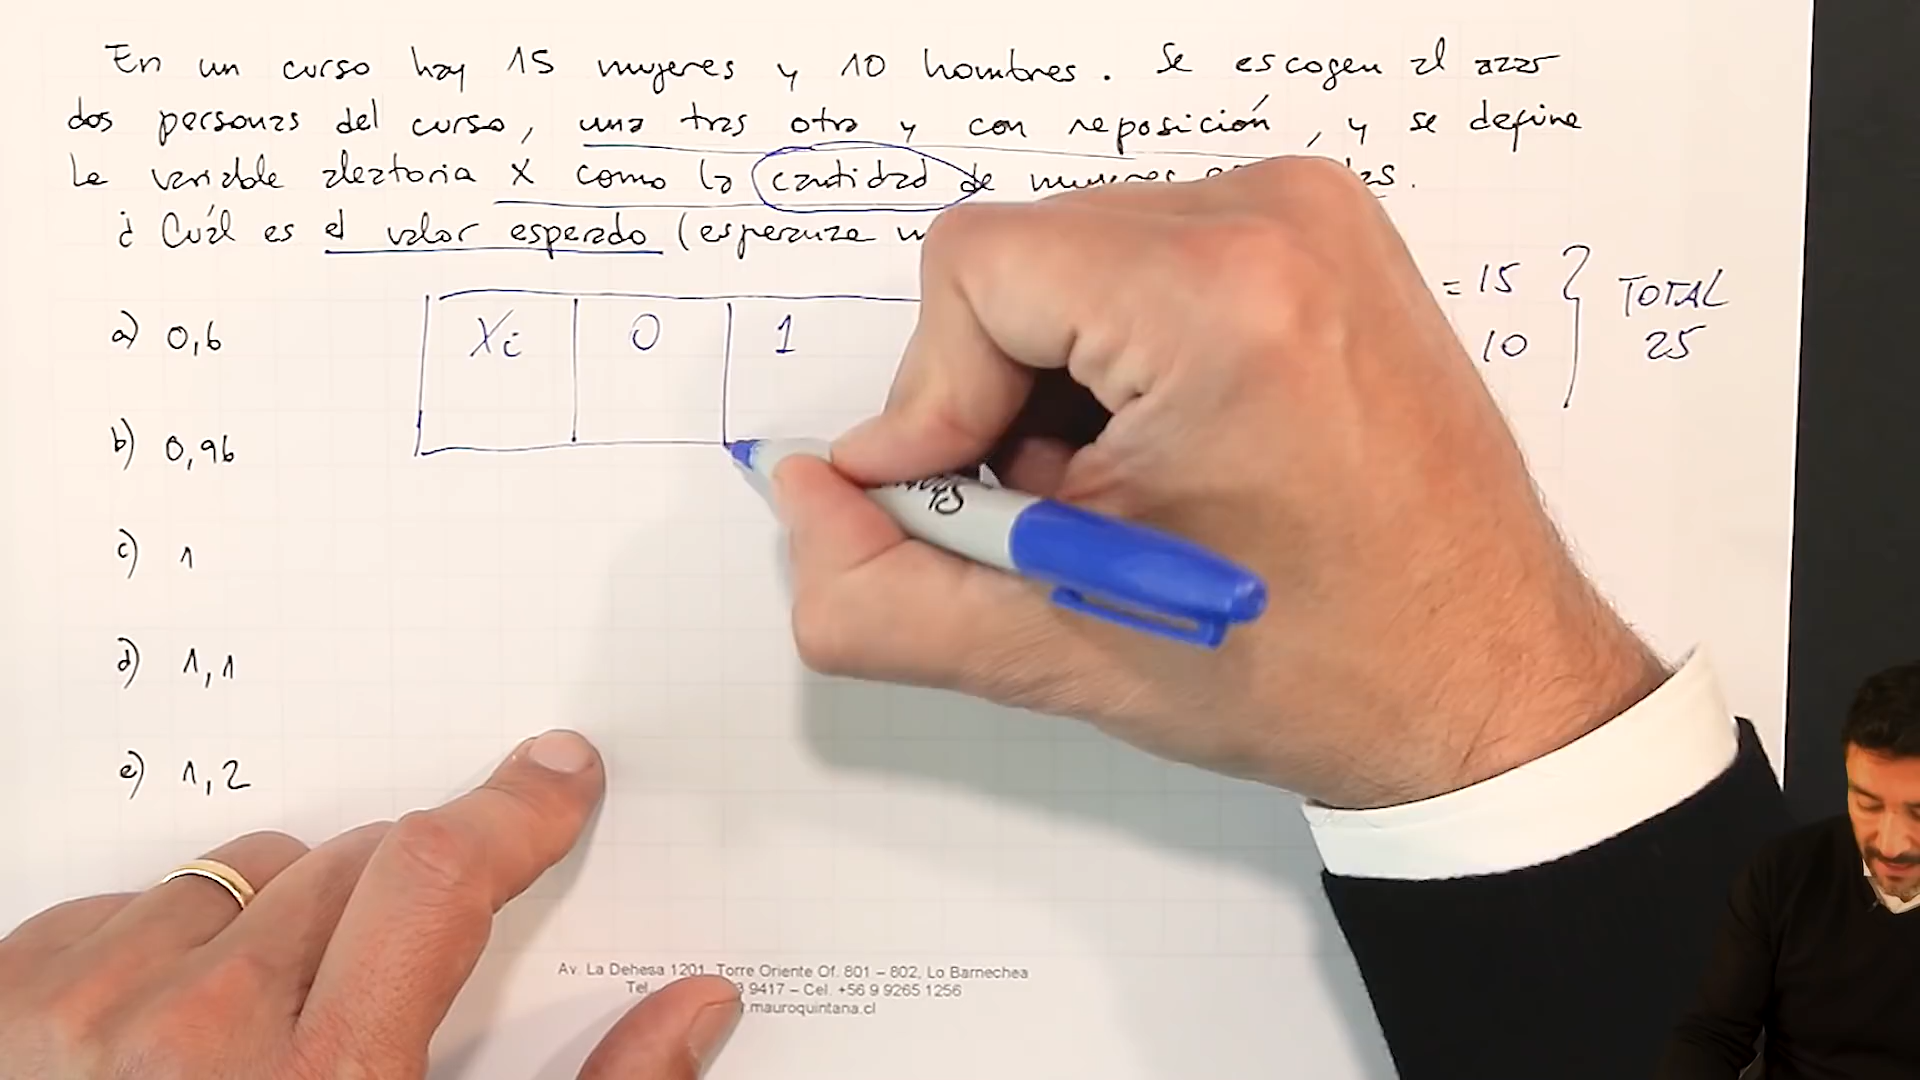 En un curso hay 15 mujeres y 10 hombres. Se escogen al azar
dos personas del curso, una tras otra y con reposición, y se define
la variable aleatoria X como la cantidad de mujeres
¿Cuál es el valor esperado (esperanza
= 15
10
TOTAL
25
Xi 0 1
a) 0,6
b) 0,96
c) 1
d) 1,1
e) 1,2
Av. La Dehesa 1201, Torre Oriente Of. 801 – 802, Lo Barnechea
Tel. 9417 – Cel. +56 9 9265 1256
.mauroquintana.cl